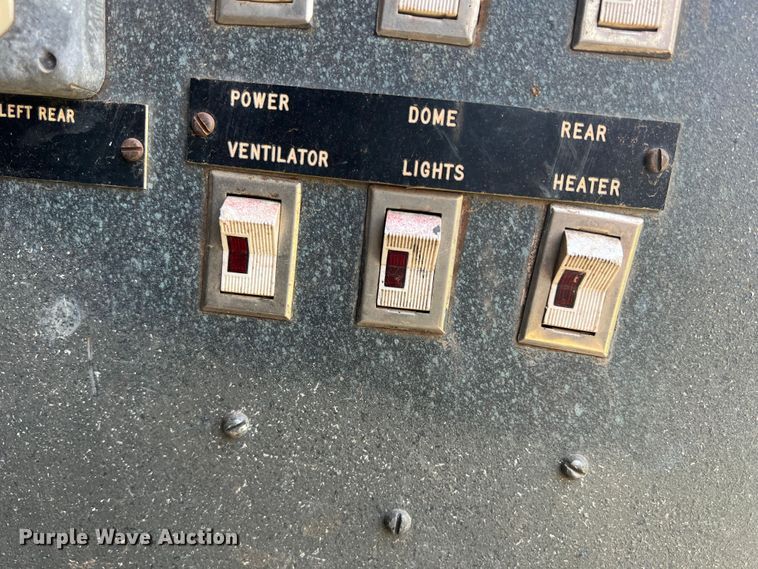 LEFT REAR
POWER DOME REAR
VENTILATOR LIGHTS HEATER
Purple Wave Auction